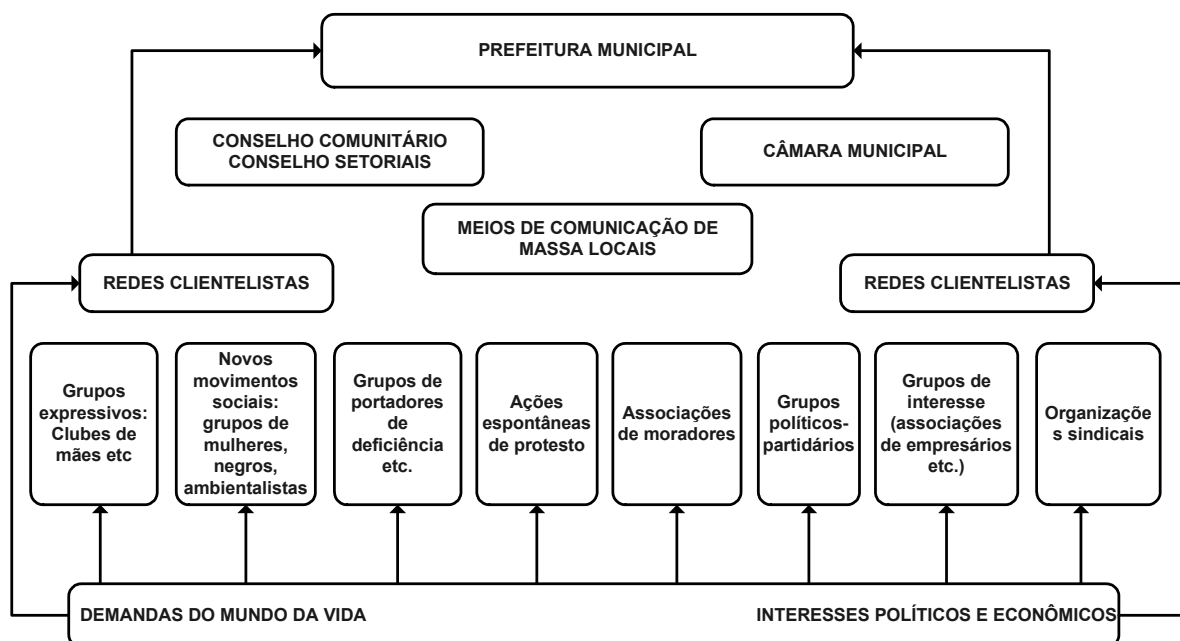 PREFEITURA MUNICIPAL
CONSELHO COMUNITÁRIO
CONSELHO SETORIAIS
CÂMARA MUNICIPAL
MEIOS DE COMUNICAÇÃO DE
MASSA LOCAIS
REDES CLIENTELISTAS
REDES CLIENTELISTAS
Grupos
expressivos:
Clubes de
mães etc
Novos
movimentos
sociais:
grupos de
mulheres,
negros,
ambientalistas
Grupos de
portadores
de
deficiência
etc.
Ações
espontâneas
de protesto
Associações
de moradores
Grupos
políticos-
partidários
Grupos de
interesse
(associações
de empresários
etc.)
Organizaçõe
s sindicais
DEMANDAS DO MUNDO DA VIDA
INTERESSES POLÍTICOS E ECONÔMICOS